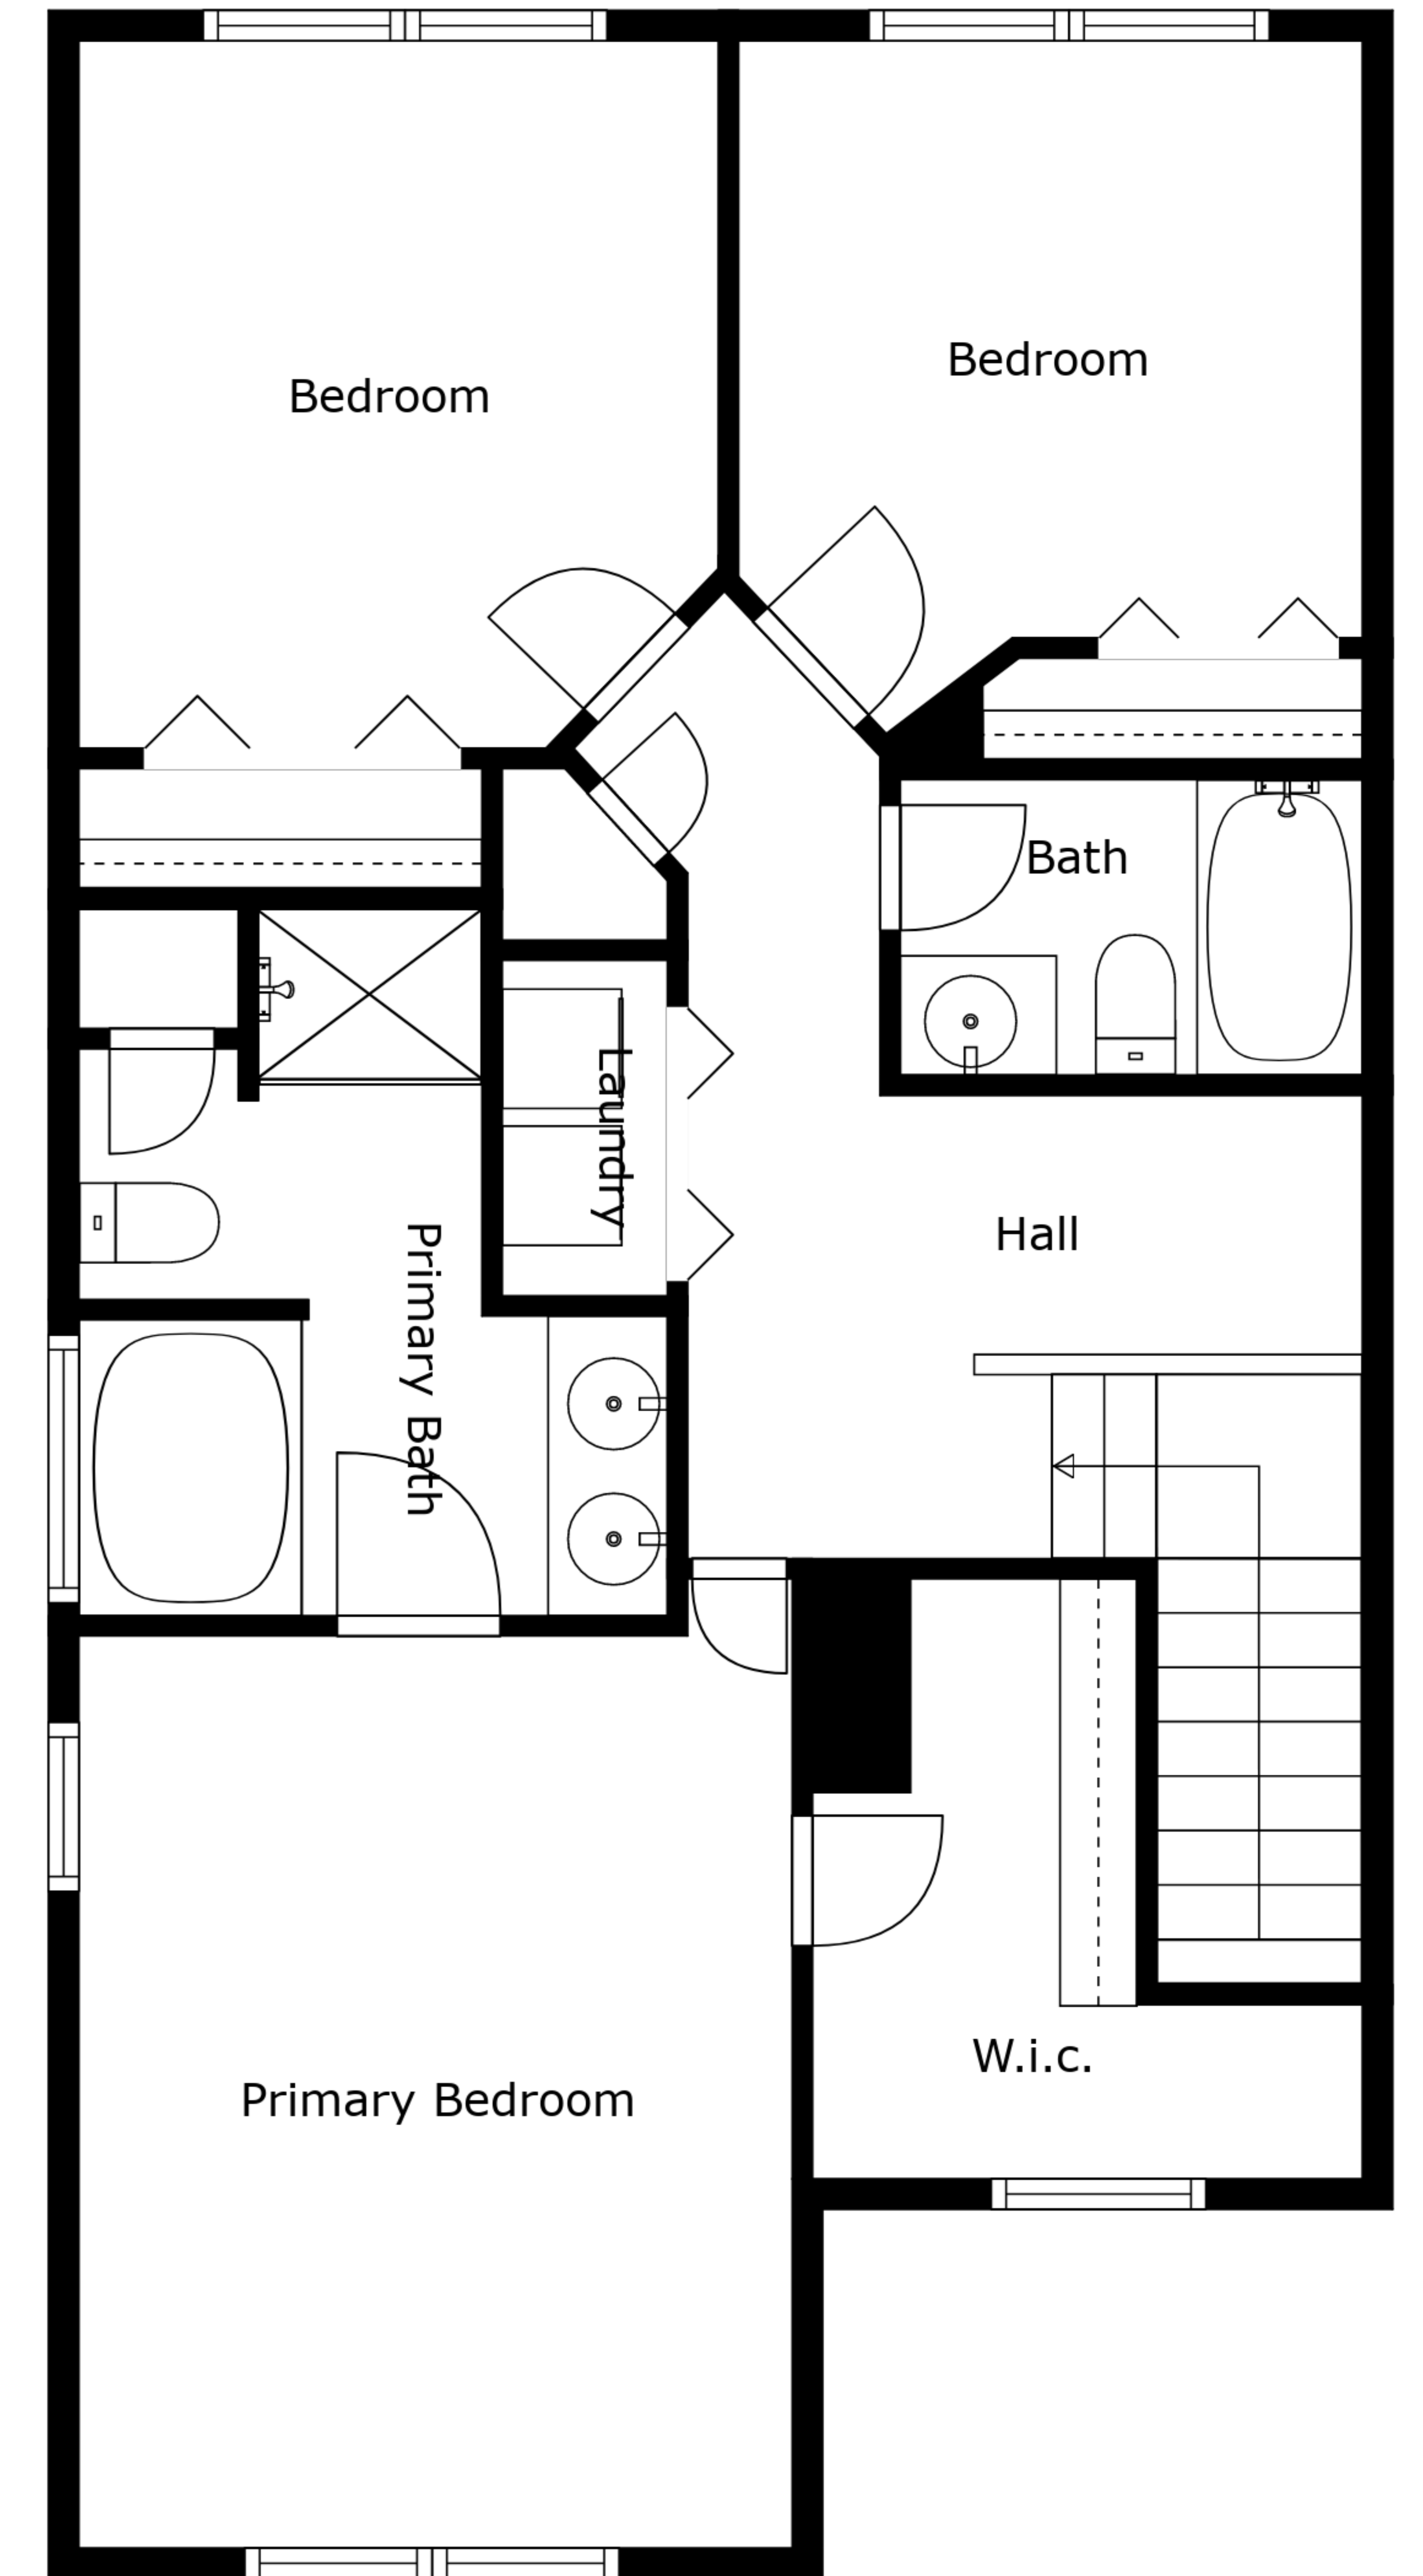 Bedroom
Bedroom
Bath
Laundry
Primary Bath
Hall
W.i.c.
Primary Bedroom